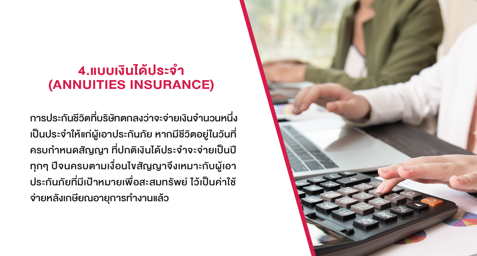 4.แบบเงินได้ประจำ
(ANNUITIES INSURANCE)
การประกันชีวิตที่บริษัทตกลงว่าจะจ่ายเงินจำนวนหนึ่ง
เป็นประจำให้แก่ผู้เอาประกันภัย หากมีชีวิตอยู่ในวันที่
ครบกำหนดสัญญา ที่ปกติเงินได้ประจำจะจ่ายเป็นปี
ทุกๆ ปีจนครบตามเงื่อนไขสัญญาจึงเหมาะกับผู้เอา
ประกันภัยที่มีเป้าหมายเพื่อสะสมทรัพย์ ไว้เป็นค่าใช้
จ่ายหลังเกษียณอายุการทำงานแล้ว